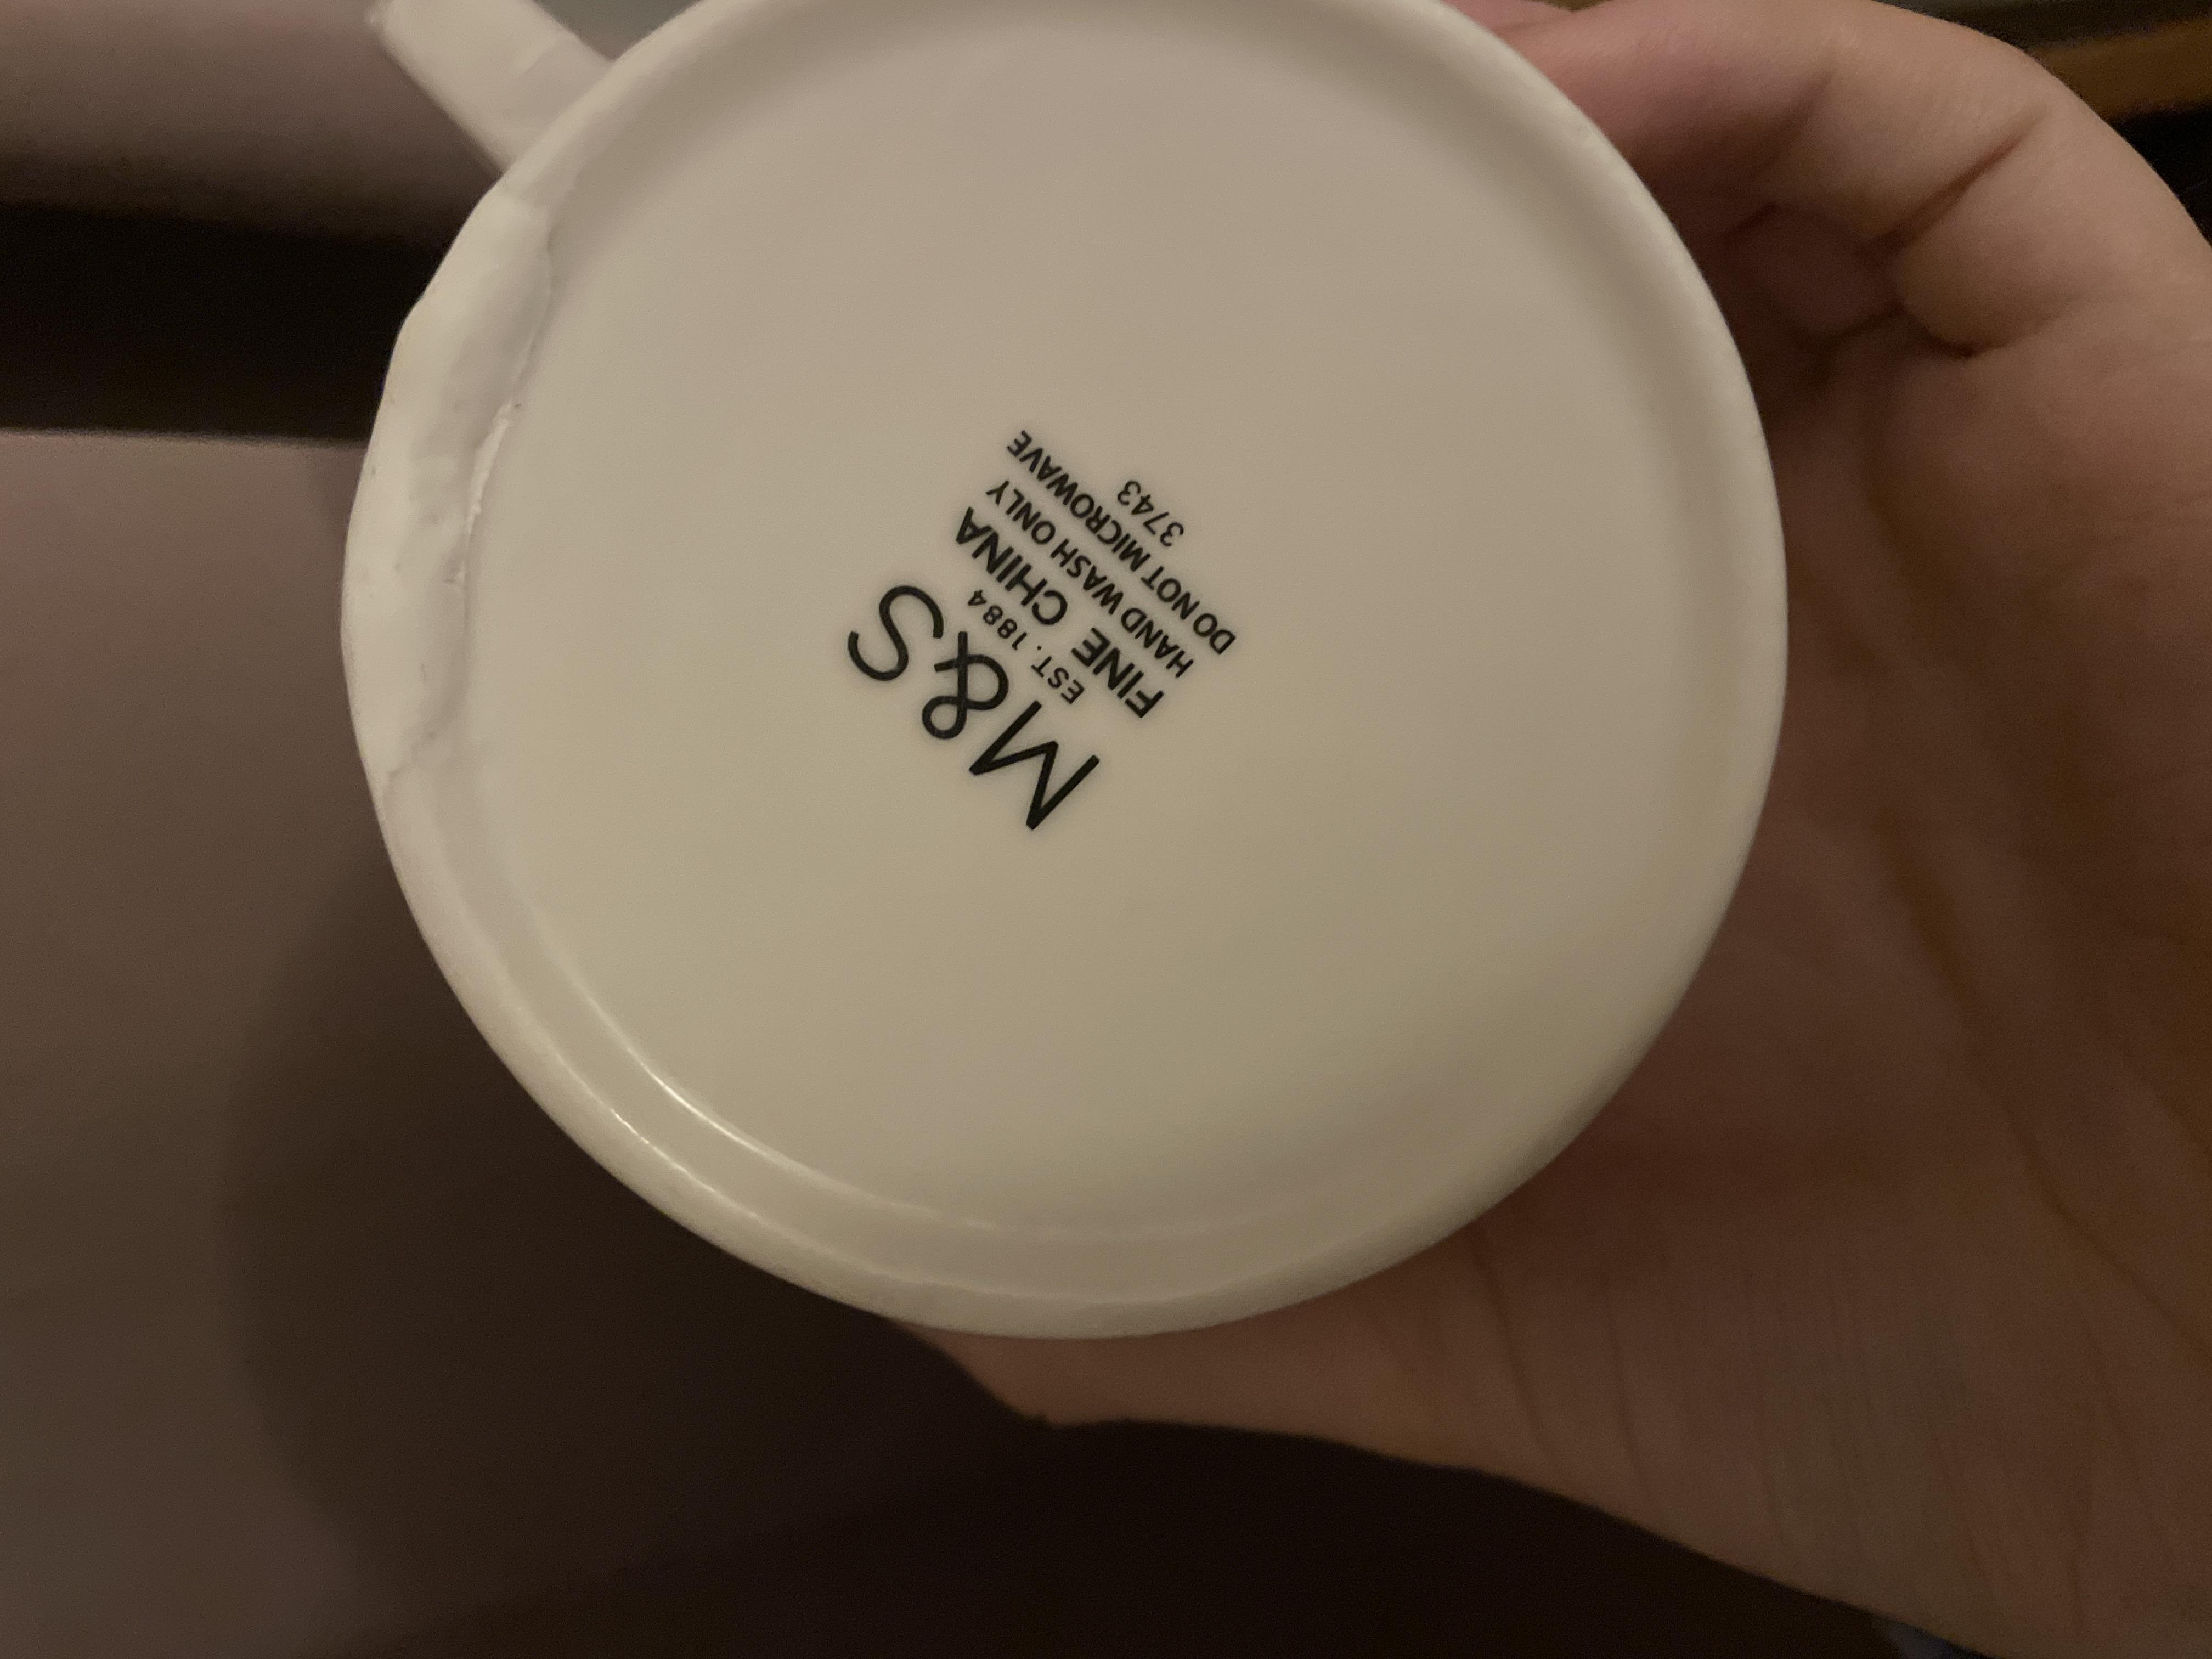 M&S
EST. 1884
FINE CHINA
HAND WASH ONLY
DO NOT MICROWAVE
3743